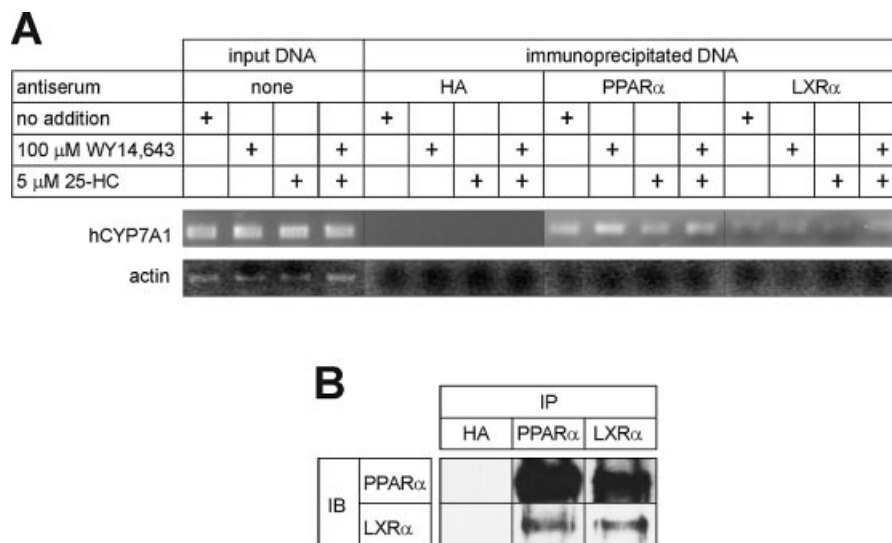 A
input DNA immunoprecipitated DNA
antiserum none HA PPARα LXRα
no addition + + + +
100 μM WY14,643 + + + + + + + +
5 μM 25-HC + + + + + + + +
hCYP7A1
actin
B
IP
HA PPARα LXRα
IB PPARα
LXRα